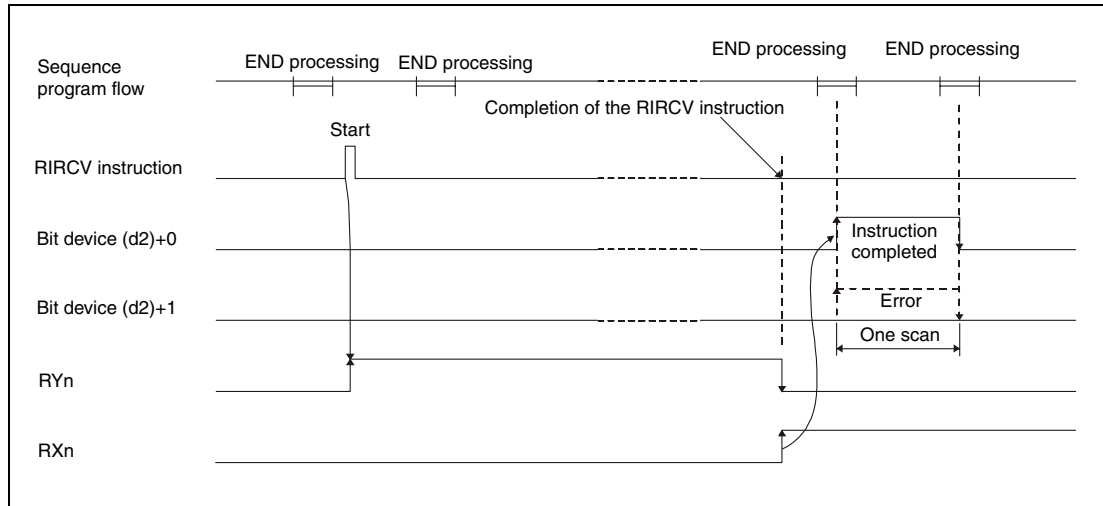 Sequence
program flow
END processing
END processing
END processing
END processing
Completion of the RIRCV instruction
Start
RIRCV instruction
Bit device (d2)+0
Instruction
completed
Bit device (d2)+1
Error
One scan
RYn
RXn